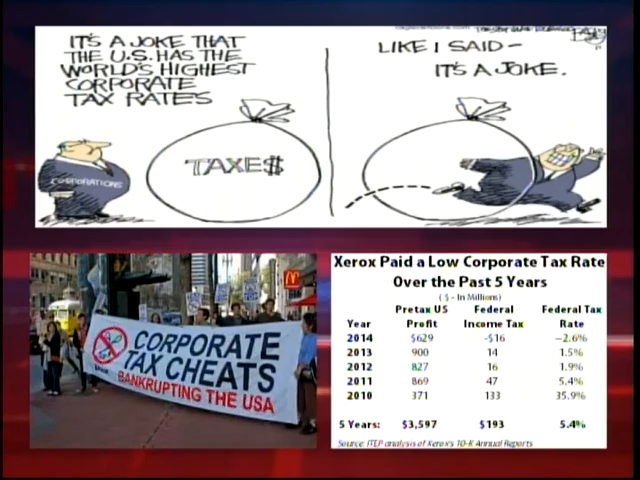 IT'S A JOKE THAT
THE U.S. HAS THE
WORLD'S HIGHEST
CORPORATE
TAX RATES
CORPORATIONS
TAXE$
LIKE I SAID –
IT'S A JOKE.
CORPORATE
TAX CHEATS
BANKRUPTING THE USA
Xerox Paid a Low Corporate Tax Rate
Over the Past 5 Years
($ - In Millions)
Pretax US Federal Federal Tax
Year Profit Income Tax Rate
2014 $629 -$16 –2.6%
2013 900 14 1.5%
2012 827 16 1.9%
2011 869 47 5.4%
2010 371 133 35.9%
5 Years: $3,597 $193 5.4%
Source: ITEP analysis of Xerox's 10-K Annual Reports